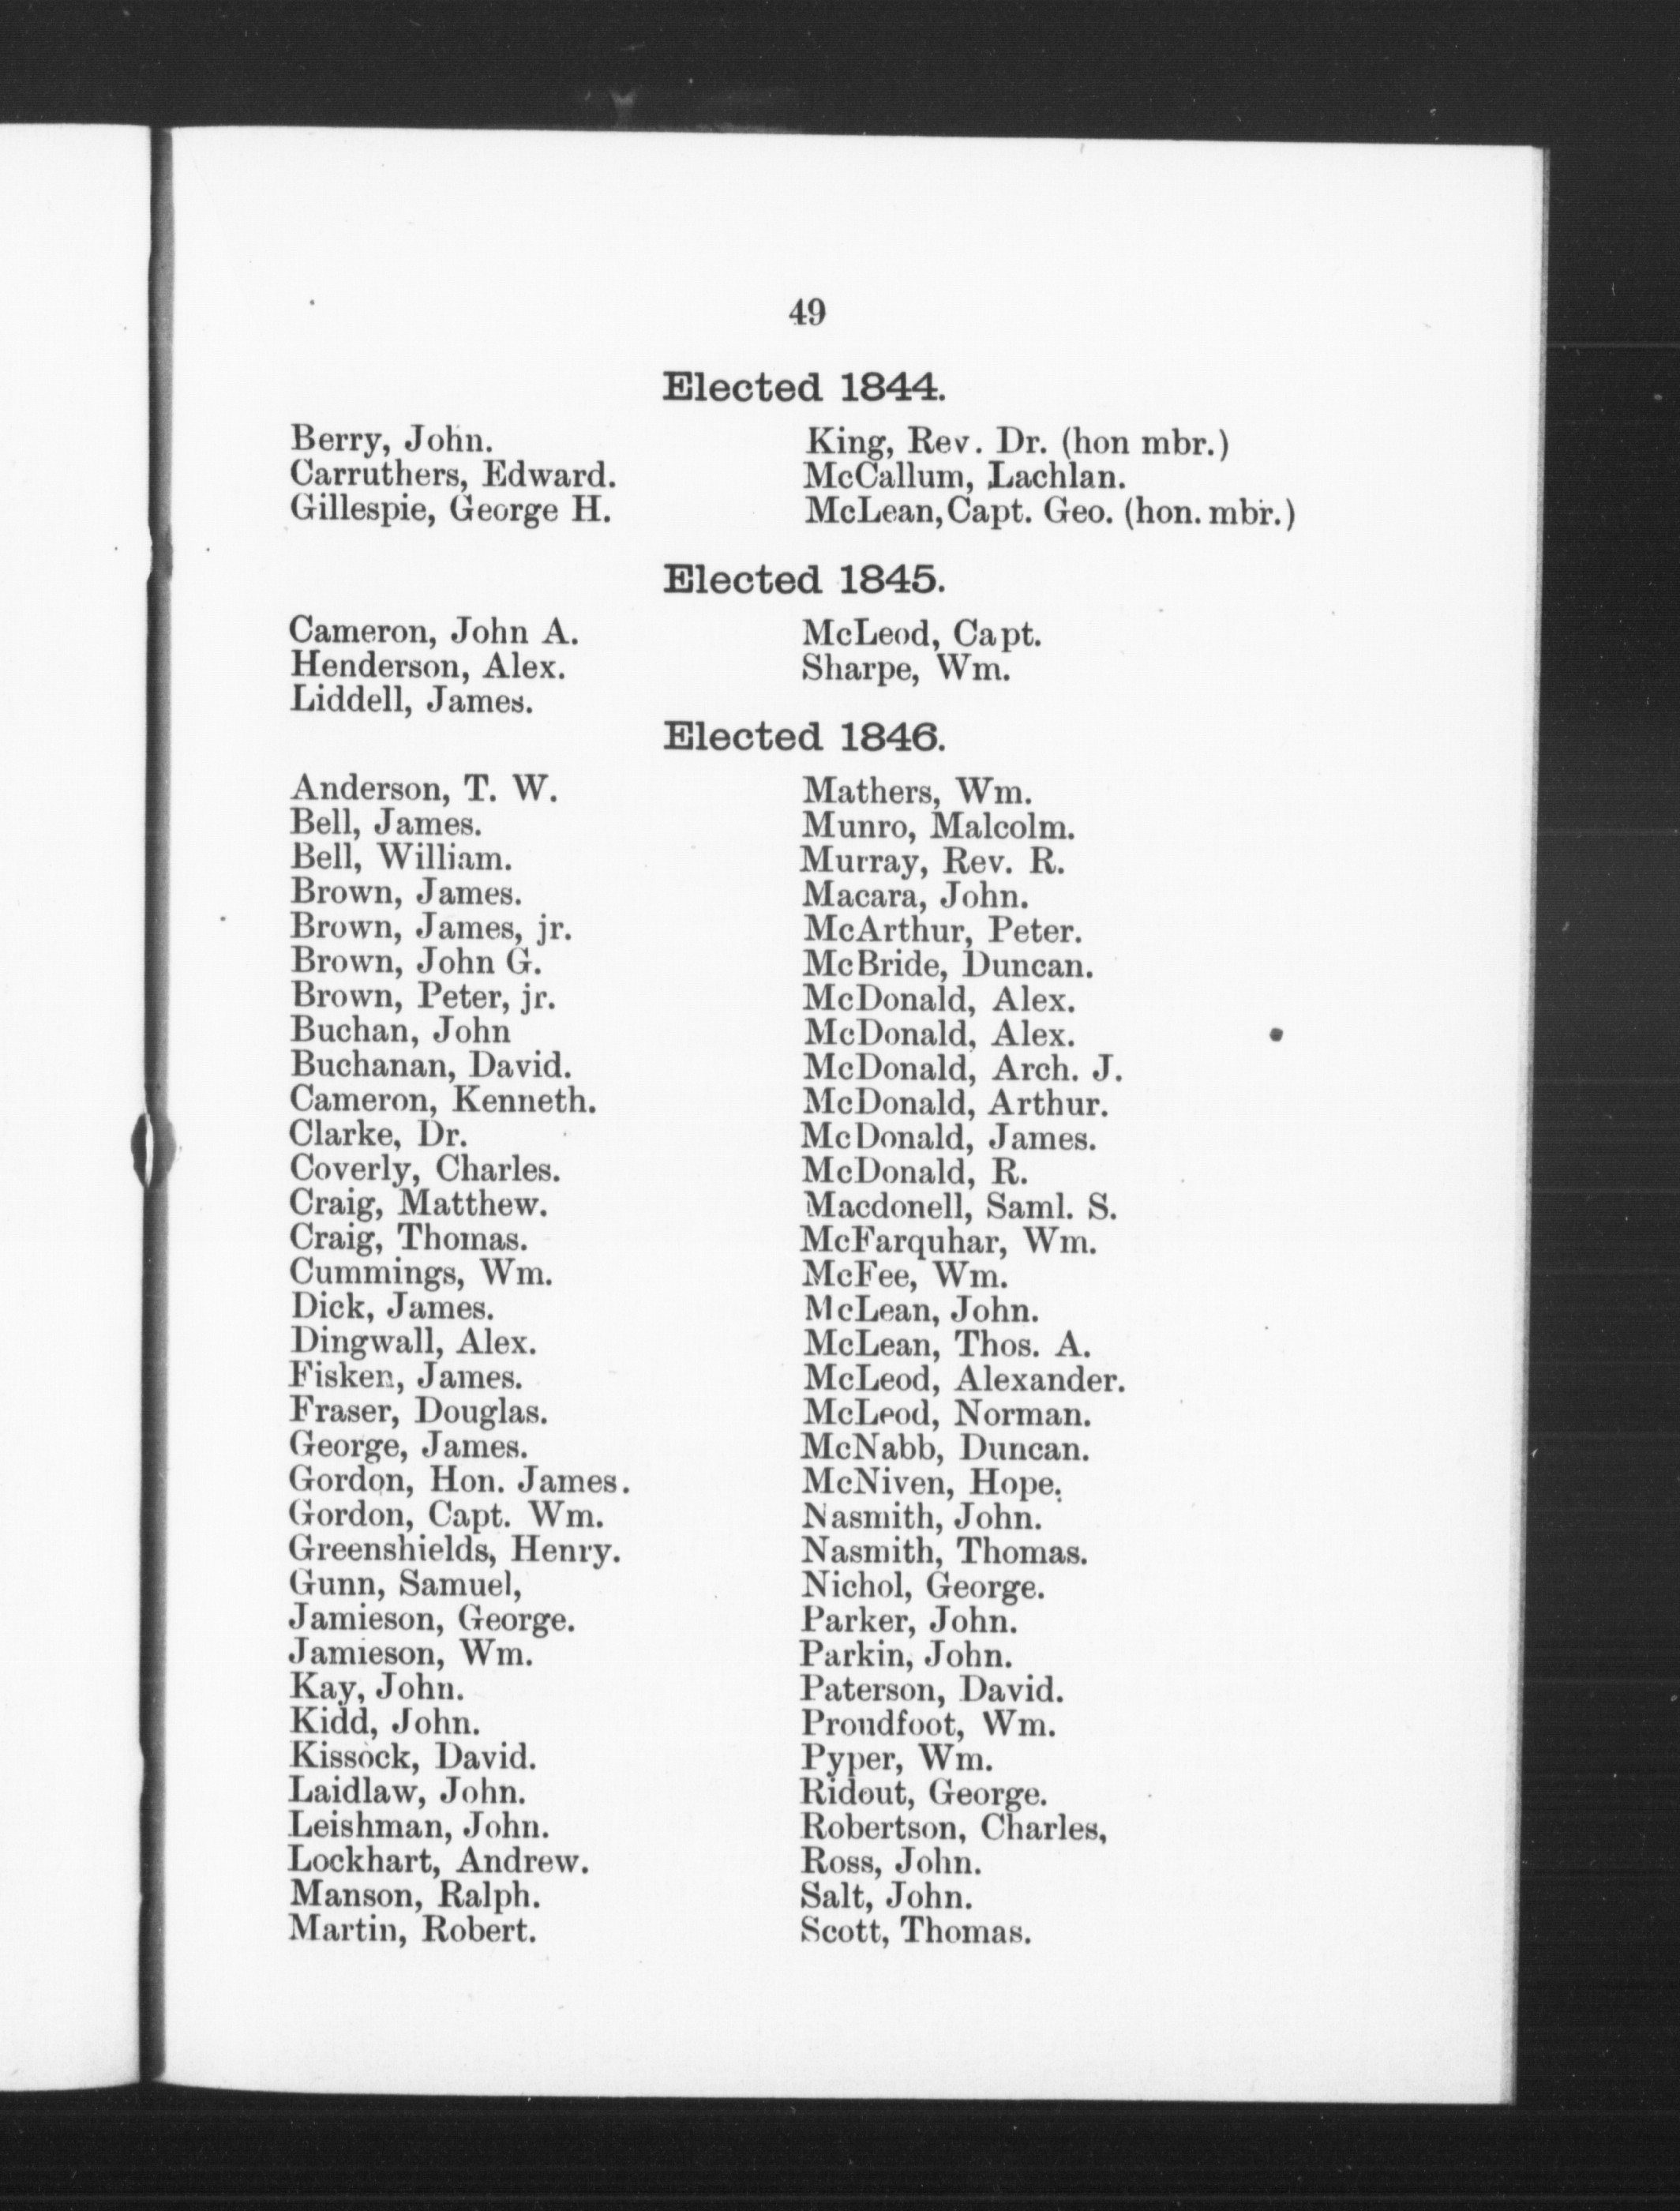 49
Elected 1844.
Berry, John.
Carruthers, Edward.
Gillespie, George H.
King, Rev. Dr. (hon mbr.)
McCallum, Lachlan.
McLean, Capt. Geo. (hon. mbr.)
Elected 1845.
Cameron, John A.
Henderson, Alex.
Liddell, James.
McLeod, Capt.
Sharpe, Wm.
Elected 1846.
Anderson, T. W.
Bell, James.
Bell, William.
Brown, James.
Brown, James, jr.
Brown, John G.
Brown, Peter, jr.
Buchan, John
Buchanan, David.
Cameron, Kenneth.
Clarke, Dr.
Coverly, Charles.
Craig, Matthew.
Craig, Thomas.
Cummings, Wm.
Dick, James.
Dingwall, Alex.
Fisken, James.
Fraser, Douglas.
George, James.
Gordon, Hon. James.
Gordon, Capt. Wm.
Greenshields, Henry.
Gunn, Samuel,
Jamieson, George.
Jamieson, Wm.
Kay, John.
Kidd, John.
Kissock, David.
Laidlaw, John.
Leishman, John.
Lockhart, Andrew.
Manson, Ralph.
Martin, Robert.
Mathers, Wm.
Munro, Malcolm.
Murray, Rev. R.
Macara, John.
McArthur, Peter.
McBride, Duncan.
McDonald, Alex.
McDonald, Alex.
McDonald, Arch. J.
McDonald, Arthur.
McDonald, James.
McDonald, R.
Macdonell, Saml. S.
McFarquhar, Wm.
McFee, Wm.
McLean, John.
McLean, Thos. A.
McLeod, Alexander.
McLeod, Norman.
McNabb, Duncan.
McNiven, Hope.
Nasmith, John.
Nasmith, Thomas.
Nichol, George.
Parker, John.
Parkin, John.
Paterson, David.
Proudfoot, Wm.
Pyper, Wm.
Ridout, George.
Robertson, Charles,
Ross, John.
Salt, John.
Scott, Thomas.